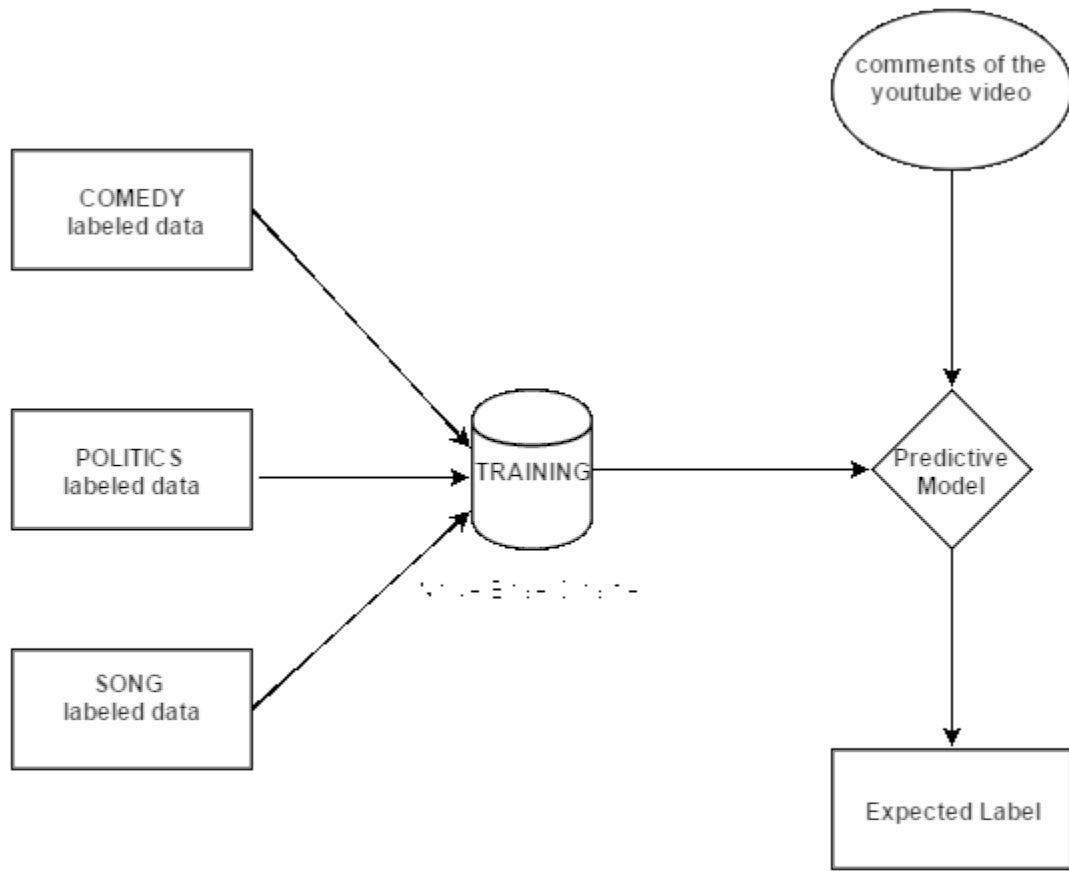 comments of the
youtube video
COMEDY
labeled data
POLITICS
labeled data
TRAINING
Predictive
Model
SONG
labeled data
Expected Label